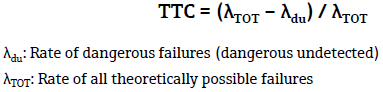 TTC = (λTOT – λdu) / λTOT
λdu: Rate of dangerous failures (dangerous undetected)
λTOT: Rate of all theoretically possible failures